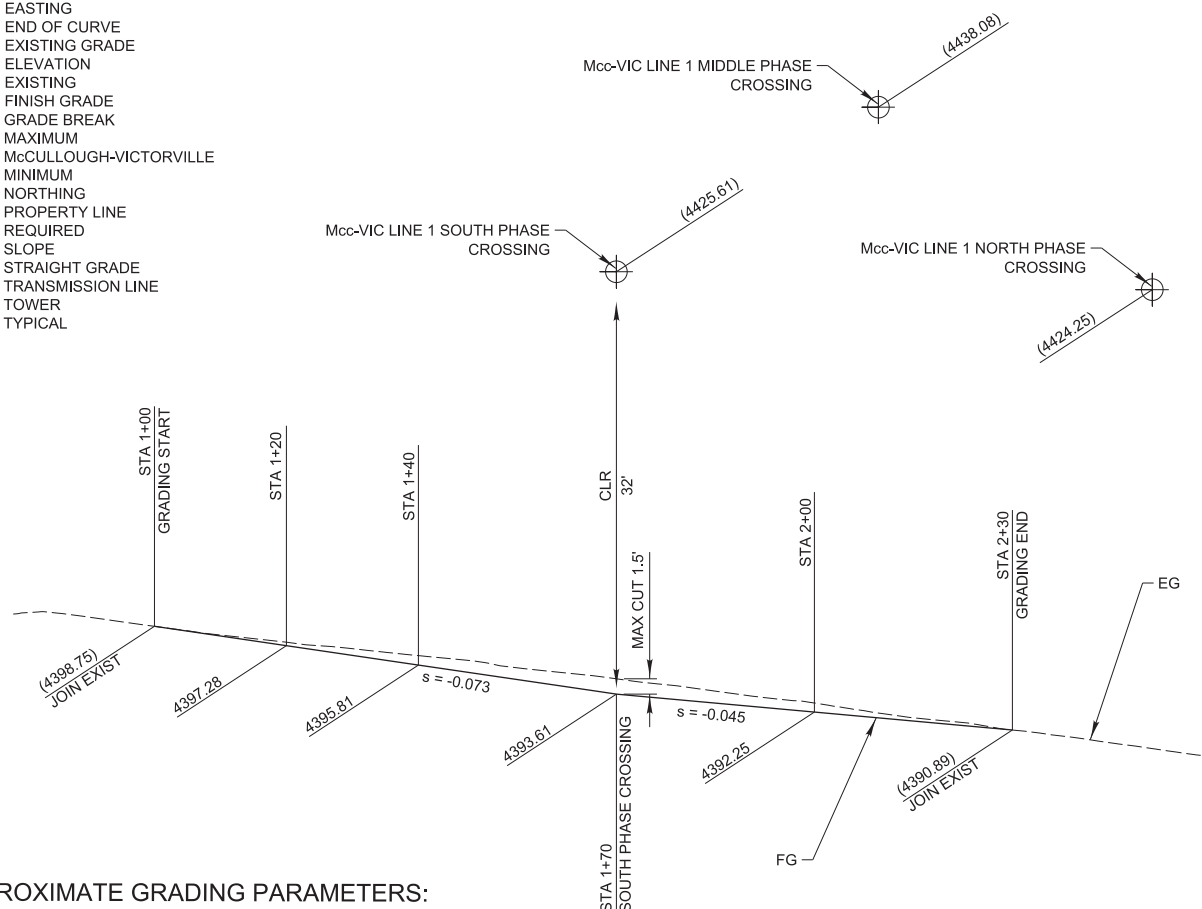 EASTING
END OF CURVE
EXISTING GRADE
ELEVATION
EXISTING
FINISH GRADE
GRADE BREAK
MAXIMUM
McCULLOUGH-VICTORVILLE
MINIMUM
NORTHING
PROPERTY LINE
REQUIRED
SLOPE
STRAIGHT GRADE
TRANSMISSION LINE
TOWER
TYPICAL
Mcc-VIC LINE 1 MIDDLE PHASE
CROSSING
(4438.08)
Mcc-VIC LINE 1 SOUTH PHASE
CROSSING
(4425.61)
Mcc-VIC LINE 1 NORTH PHASE
CROSSING
(4424.25)
STA 1+00
GRADING START
STA 1+20
STA 1+40
CLR
32'
MAX CUT 1.5'
STA 2+00
STA 2+30
GRADING END
EG
(4398.75)
JOIN EXIST
4397.28
4395.81
s = -0.073
4393.61
s = -0.045
4392.25
(4390.89)
JOIN EXIST
STA 1+70
SOUTH PHASE CROSSING
FG
ROXIMATE GRADING PARAMETERS: